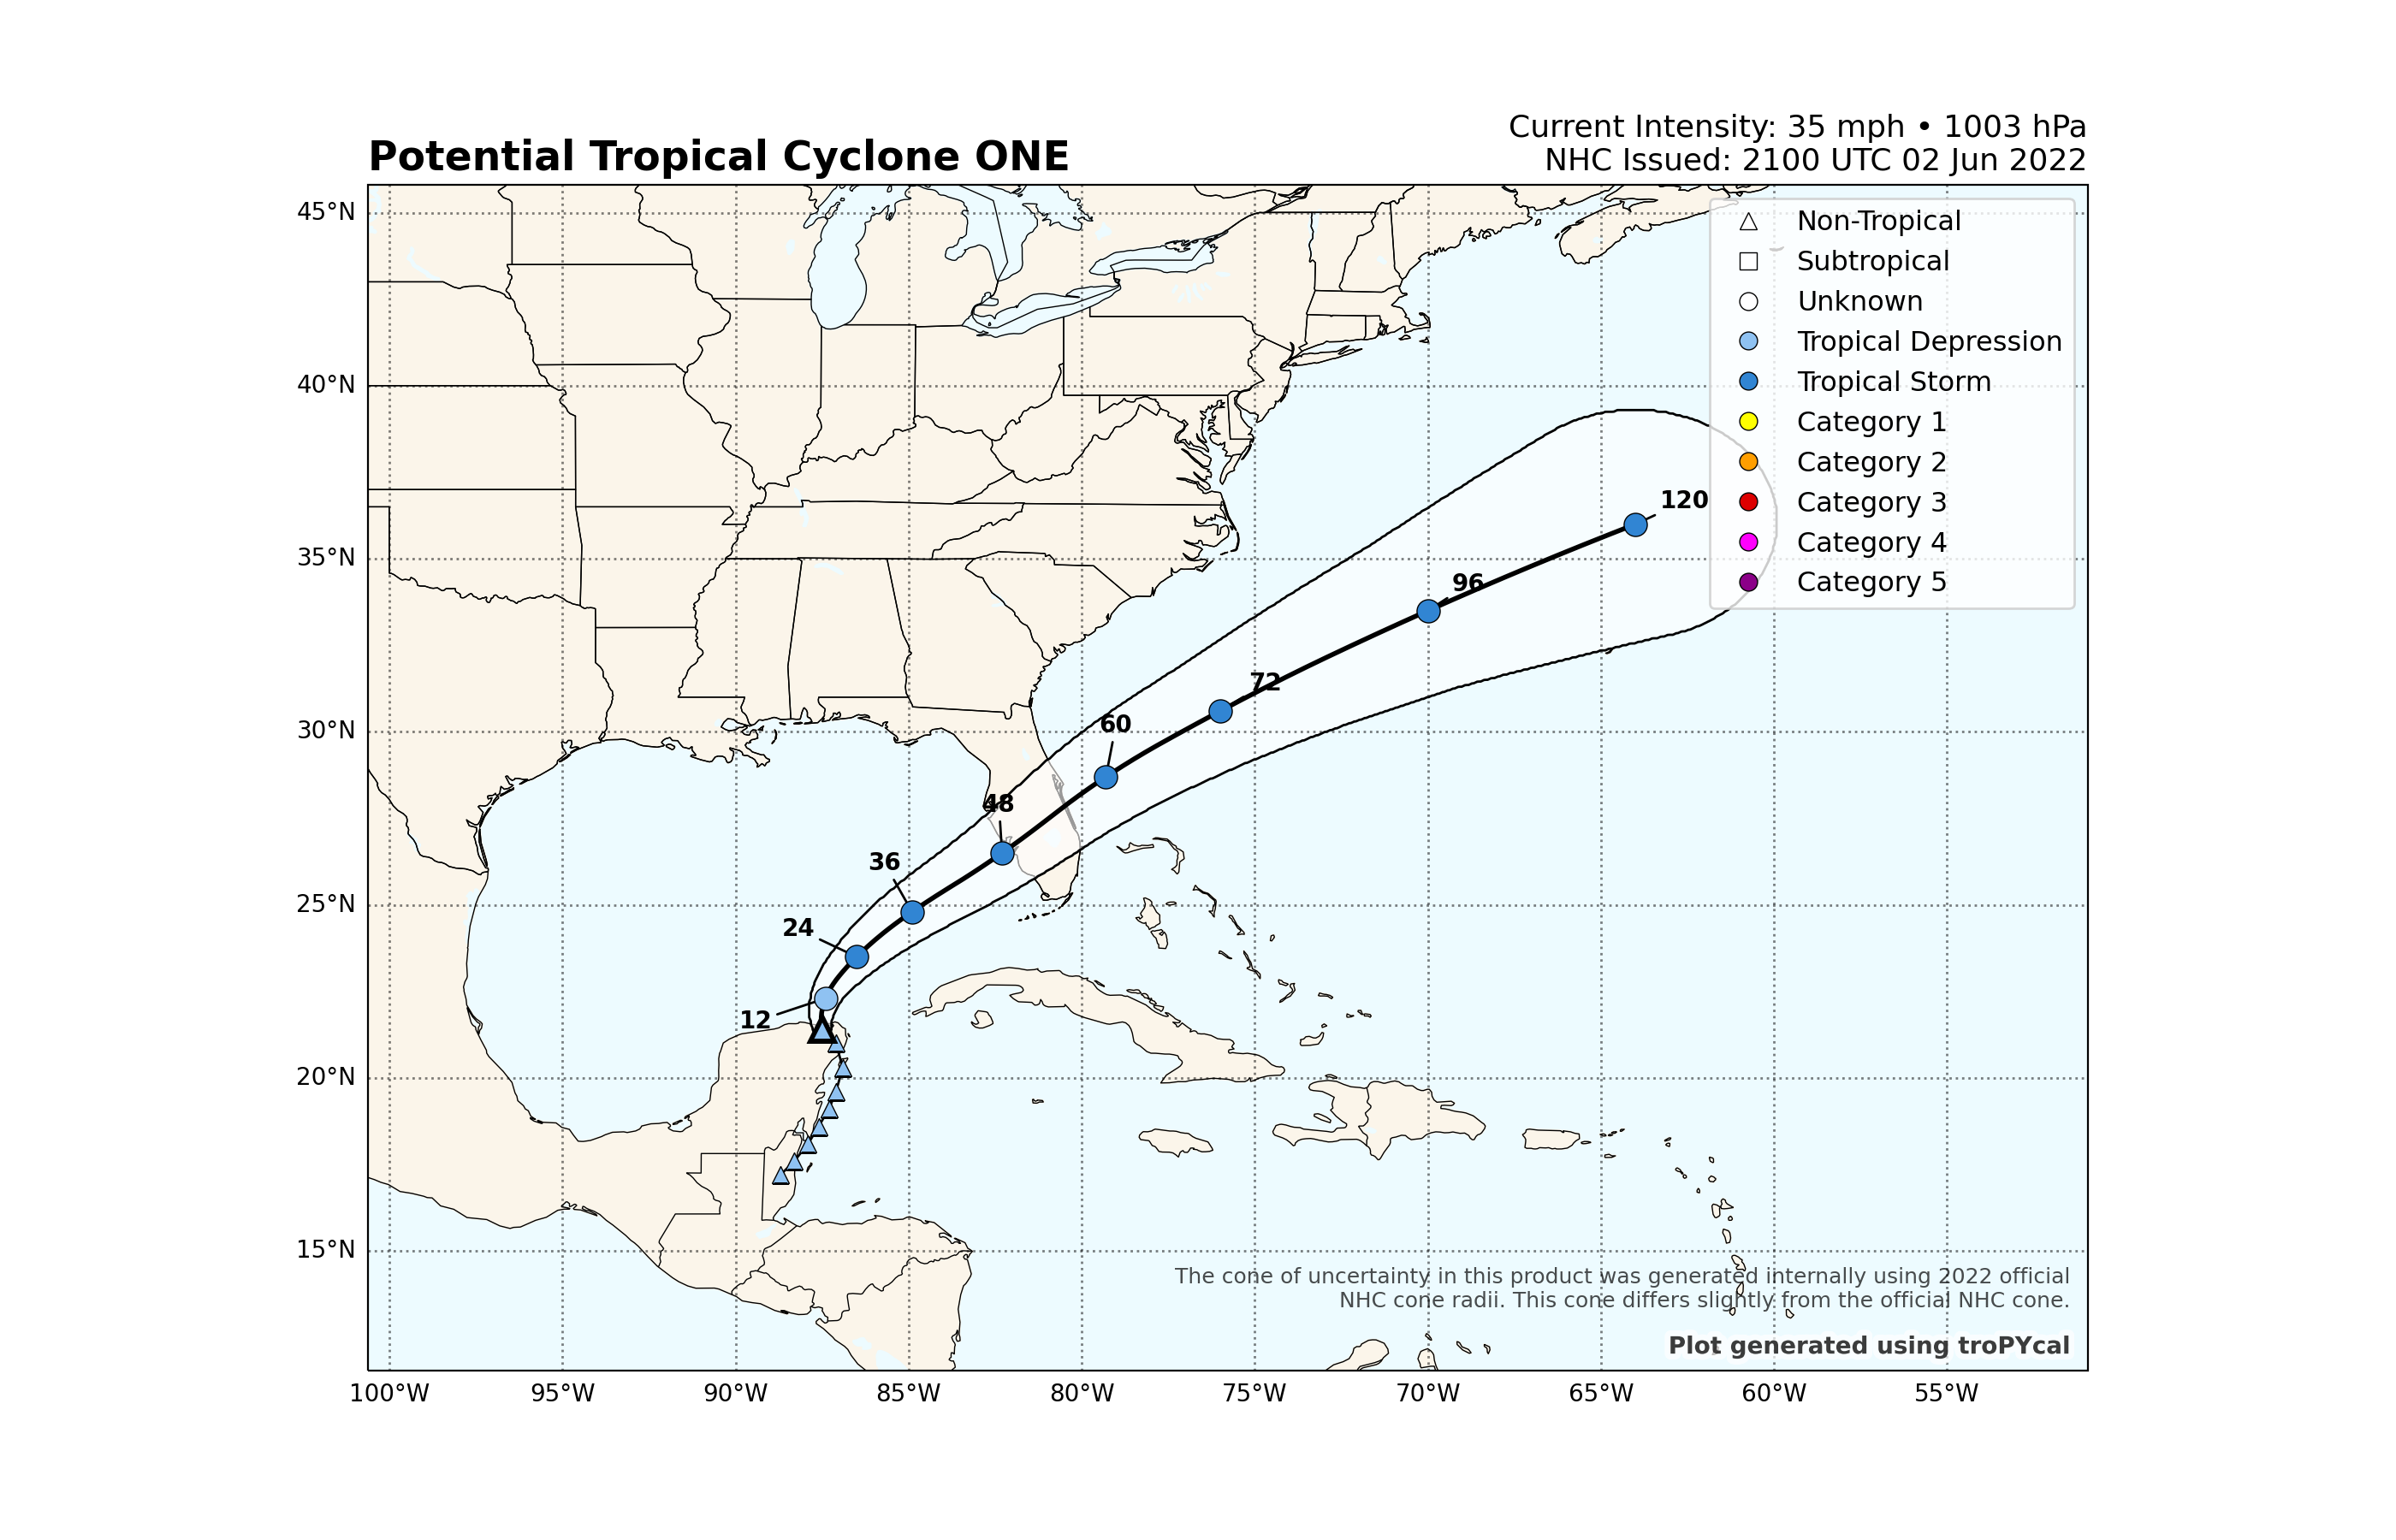 Current Intensity: 35 mph • 1003 hPa
Potential Tropical Cyclone ONE
NHC Issued: 2100 UTC 02 Jun 2022
45°N
40°N
35°N
30°N
25°N
20°N
15°N
Non-Tropical
Subtropical
Unknown
Tropical Depression
Tropical Storm
Category 1
Category 2
Category 3
Category 4
Category 5
120
96
72
60
48
36
24
12
The cone of uncertainty in this product was generated internally using 2022 official
NHC cone radii. This cone differs slightly from the official NHC cone.
Plot generated using troPYcal
100°W
95°W
90°W
85°W
80°W
75°W
70°W
65°W
60°W
55°W